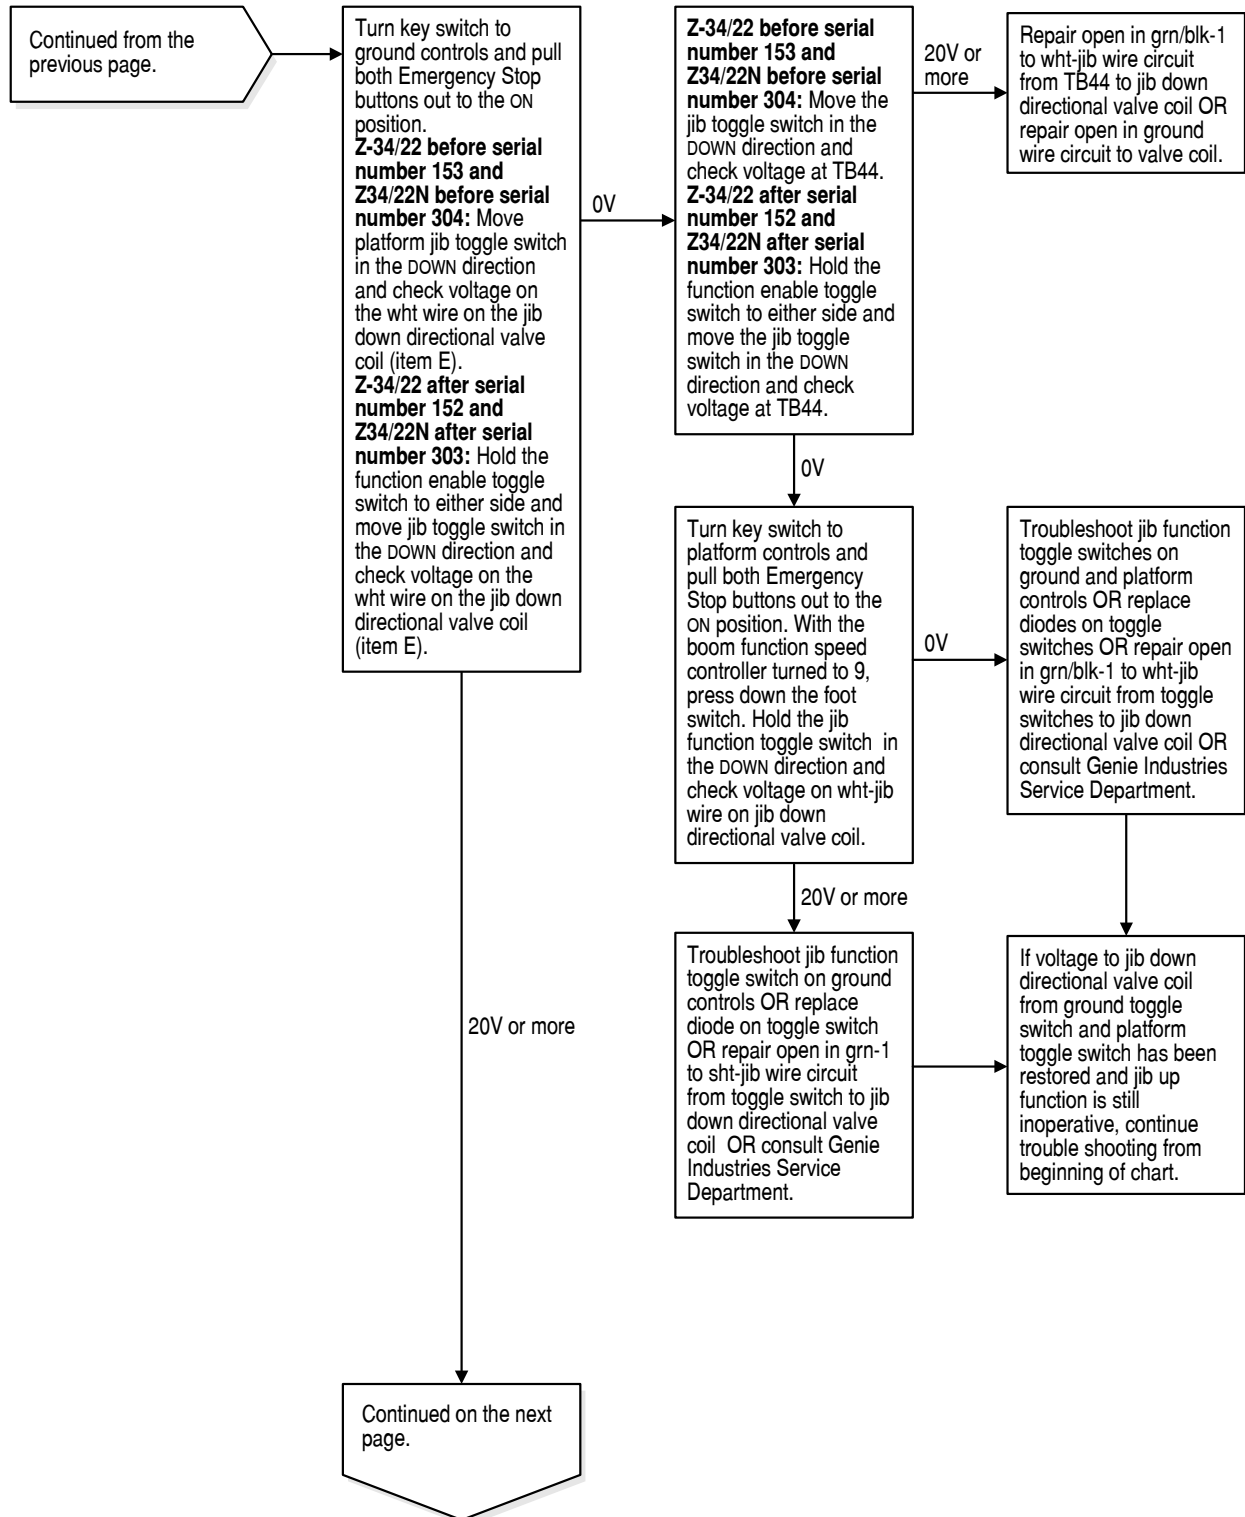 Continued from the
previous page.
Turn key switch to
ground controls and pull
both Emergency Stop
buttons out to the ON
position.
Z-34/22 before serial
number 153 and
Z34/22N before serial
number 304: Move
platform jib toggle switch
in the DOWN direction
and check voltage on
the wht wire on the jib
down directional valve
coil (item E).
Z-34/22 after serial
number 152 and
Z34/22N after serial
number 303: Hold the
function enable toggle
switch to either side and
move jib toggle switch in
the DOWN direction and
check voltage on the
wht wire on the jib down
directional valve coil
(item E).
0V
Z-34/22 before serial
number 153 and
Z34/22N before serial
number 304: Move the
jib toggle switch in the
DOWN direction and
check voltage at TB44.
Z-34/22 after serial
number 152 and
Z34/22N after serial
number 303: Hold the
function enable toggle
switch to either side and
move the jib toggle
switch in the DOWN
direction and check
voltage at TB44.
20V or
more
Repair open in grn/blk-1
to wht-jib wire circuit
from TB44 to jib down
directional valve coil OR
repair open in ground
wire circuit to valve coil.
0V
Turn key switch to
platform controls and
pull both Emergency
Stop buttons out to the
ON position. With the
boom function speed
controller turned to 9,
press down the foot
switch. Hold the jib
function toggle switch in
the DOWN direction and
check voltage on wht-jib
wire on jib down
directional valve coil.
0V
Troubleshoot jib function
toggle switches on
ground and platform
controls OR replace
diodes on toggle
switches OR repair open
in grn/blk-1 to wht-jib
wire circuit from toggle
switches to jib down
directional valve coil OR
consult Genie Industries
Service Department.
20V or more
Troubleshoot jib function
toggle switch on ground
controls OR replace
diode on toggle switch
OR repair open in grn-1
to sht-jib wire circuit
from toggle switch to jib
down directional valve
coil OR consult Genie
Industries Service
Department.
If voltage to jib down
directional valve coil
from ground toggle
switch and platform
toggle switch has been
restored and jib up
function is still
inoperative, continue
trouble shooting from
beginning of chart.
20V or more
Continued on the next
page.